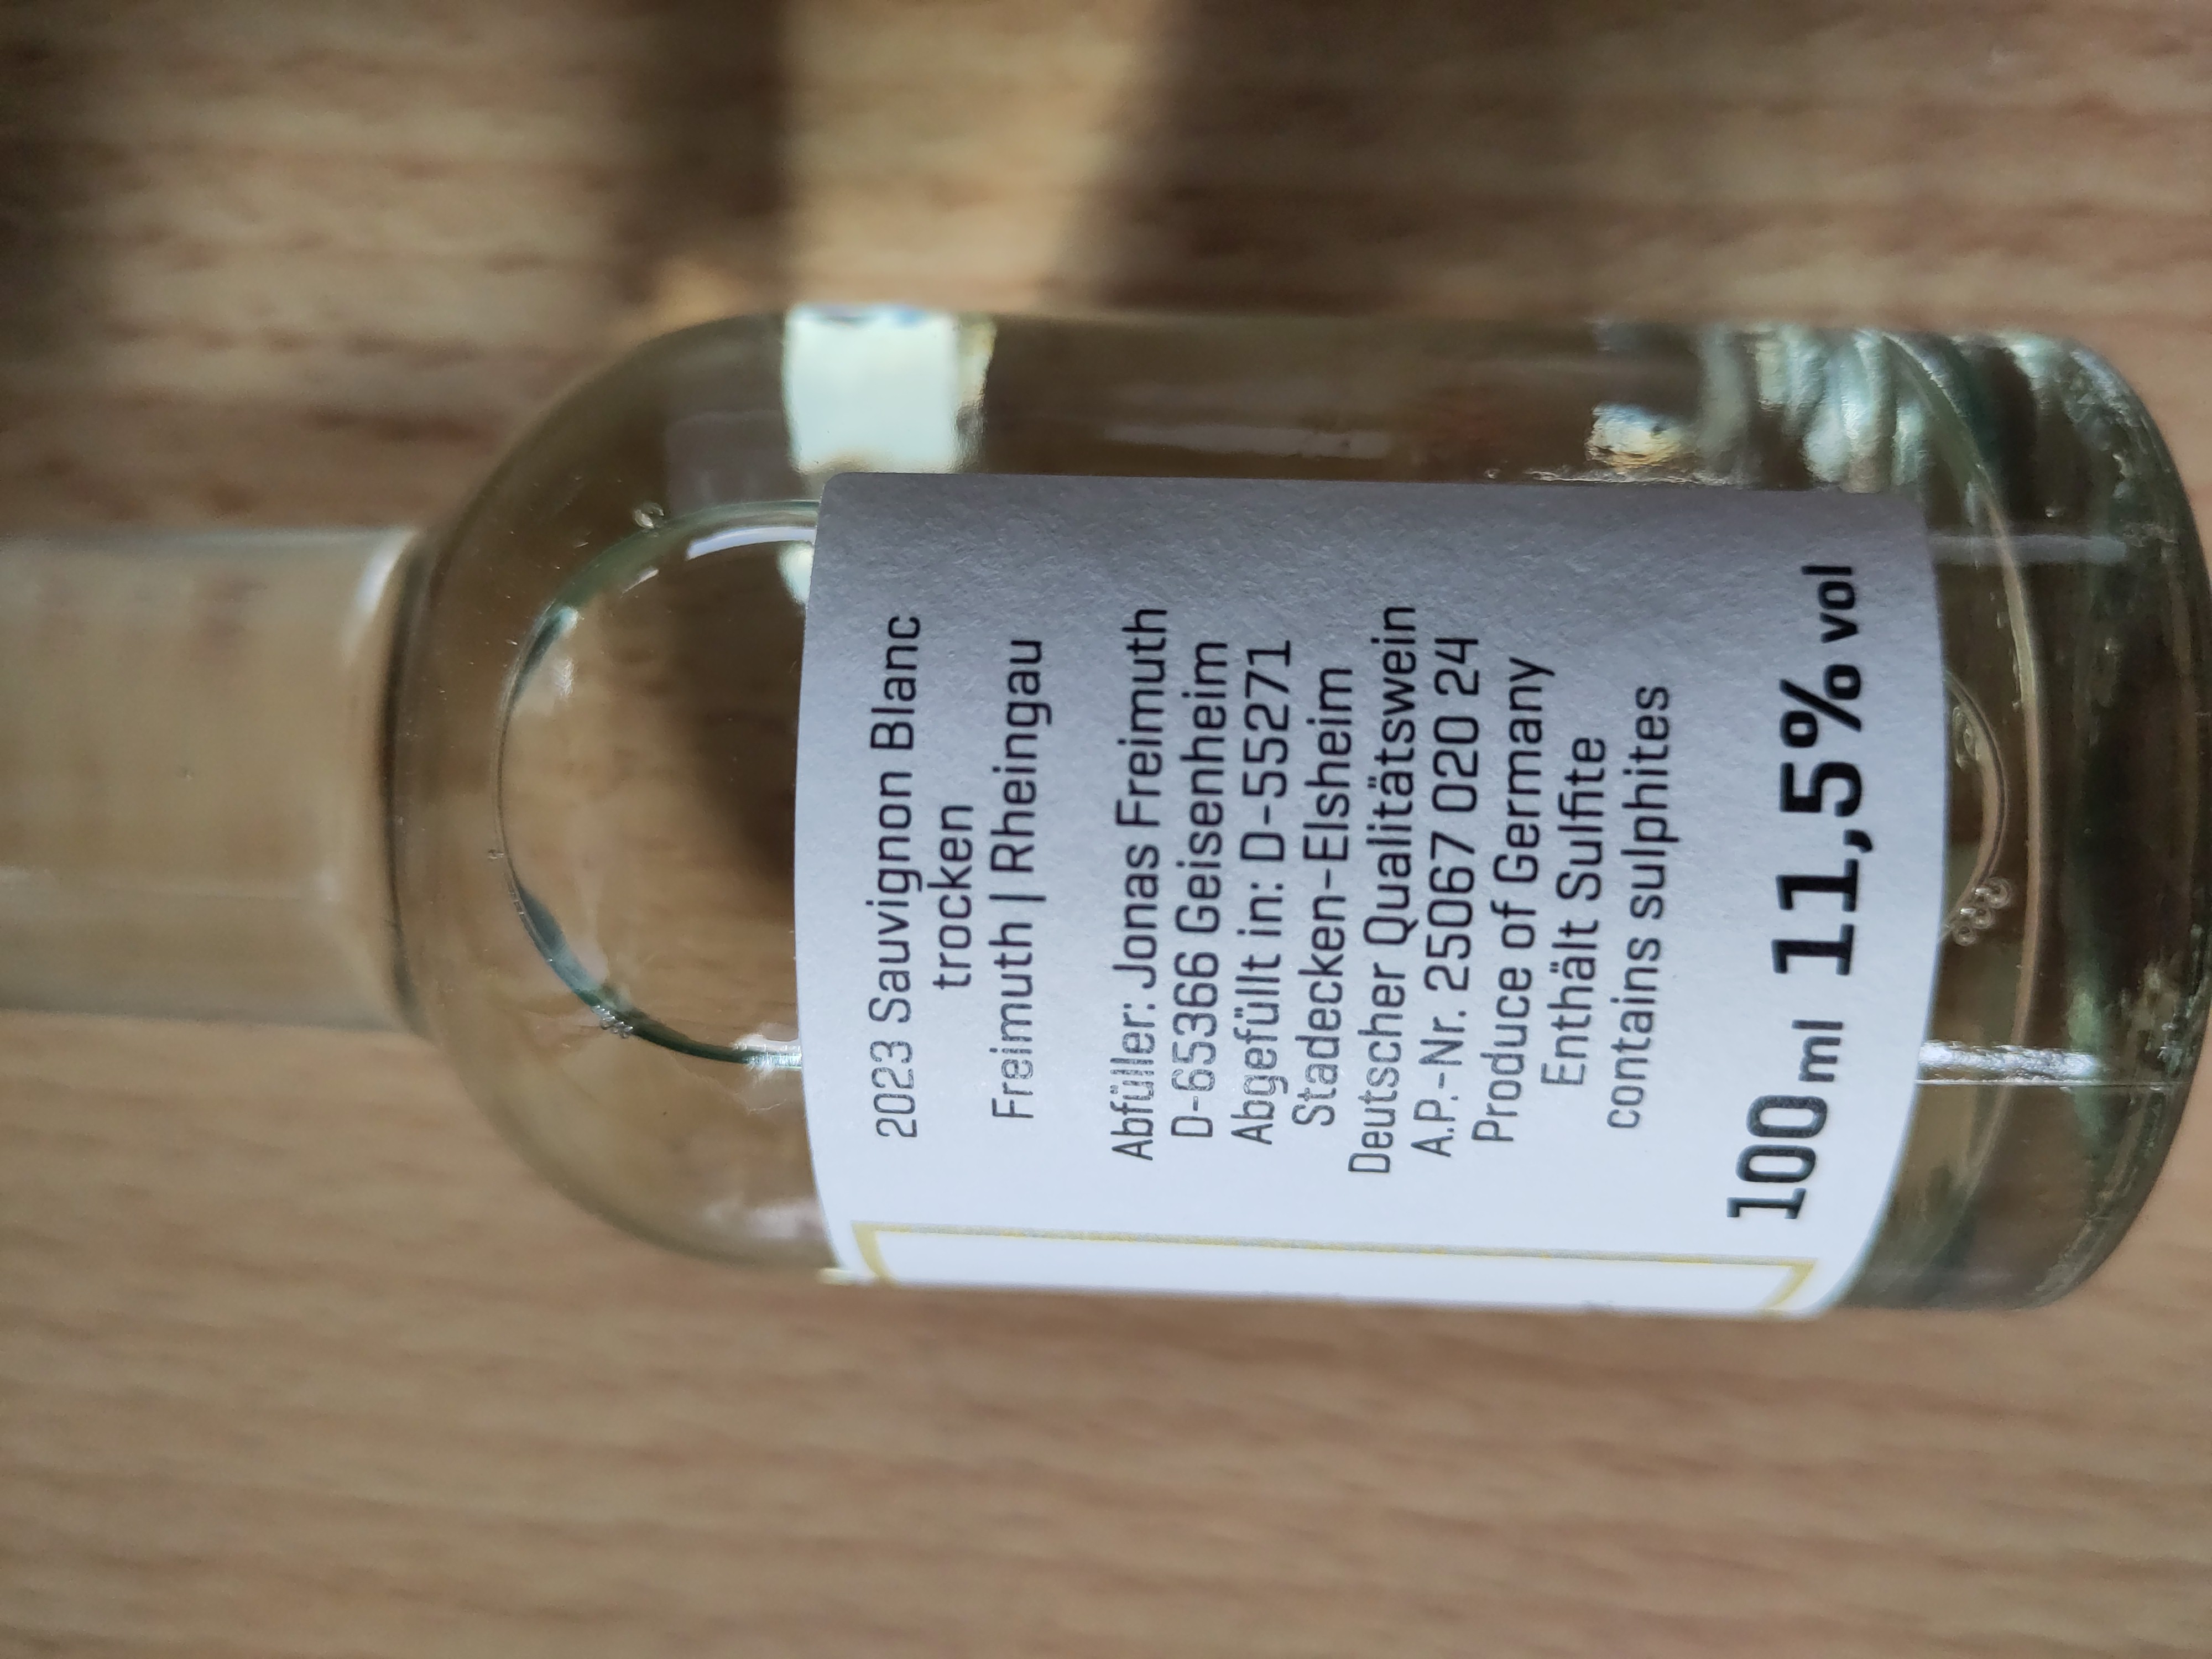 2023 Sauvignon Blanc
trocken
Freimuth | Rheingau
Abfüller: Jonas Freimuth
D-65366 Geisenheim
Abgefüllt in: D-55271
Stadecken-Elsheim
Deutscher Qualitätswein
A.P.-Nr. 25067 020 24
Produce of Germany
Enthält Sulfite
contains sulphites
100 ml 11,5% vol